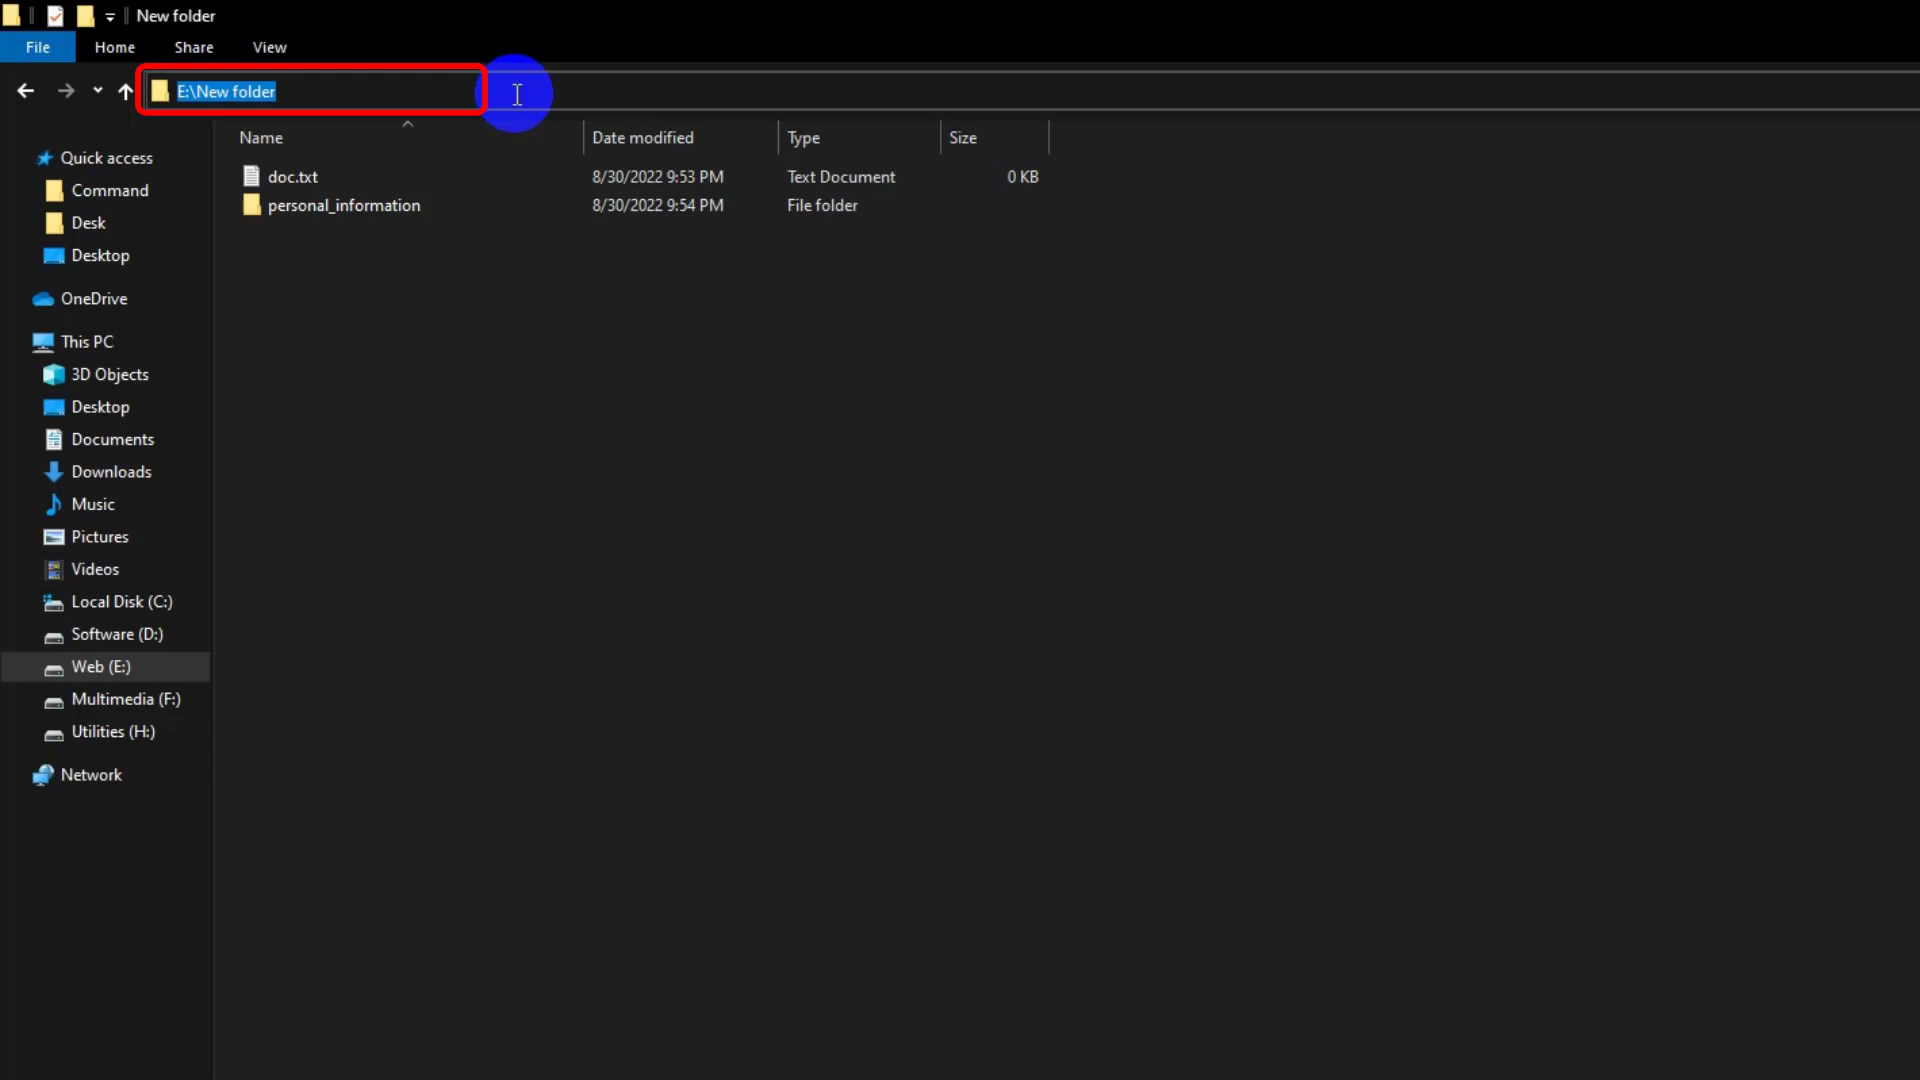 New folder
File Home Share View
E:\New folder
Name Date modified Type Size
doc.txt 8/30/2022 9:53 PM Text Document 0 KB
personal_information 8/30/2022 9:54 PM File folder
Quick access
Command
Desk
Desktop
OneDrive
This PC
3D Objects
Desktop
Documents
Downloads
Music
Pictures
Videos
Local Disk (C:)
Software (D:)
Web (E:)
Multimedia (F:)
Utilities (H:)
Network